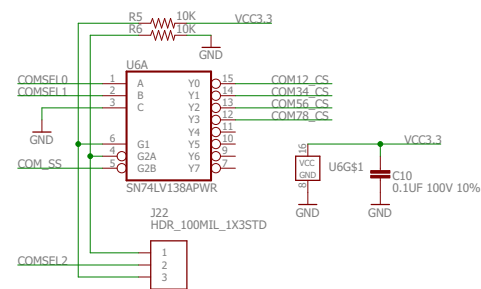 R5 10K VCC3.3
R6 10K
GND
U6A
COMSEL0 1 A Y0 15 COM12_CS
COMSEL1 2 B Y1 14 COM34_CS
3 C Y2 13 COM56_CS
Y3 12 COM78_CS
Y4 11
GND
6 G1 Y5 10
4 G2A Y6 9
COM_SS 5 G2B Y7 7
SN74LV138APWR
VCC3.3
16
VCC
GND
8
U6G$1
GND
C10
0.1UF 100V 10%
GND
J22
HDR_100MIL_1X3STD
1
COMSEL2 2
3